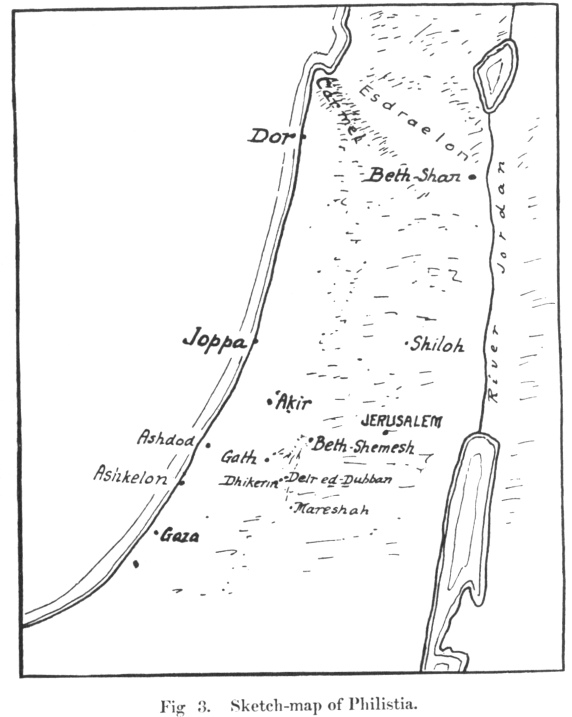 Carmel
Esdraelon
Dor
Beth-Shan
River Jordan
Joppa
Shiloh
Akir
JERUSALEM
Ashdod
Beth-Shemesh
Gath
Ashkelon
Dhikerin
Deir ed-Dubban
Mareshah
Gaza
Fig 3. Sketch-map of Philistia.